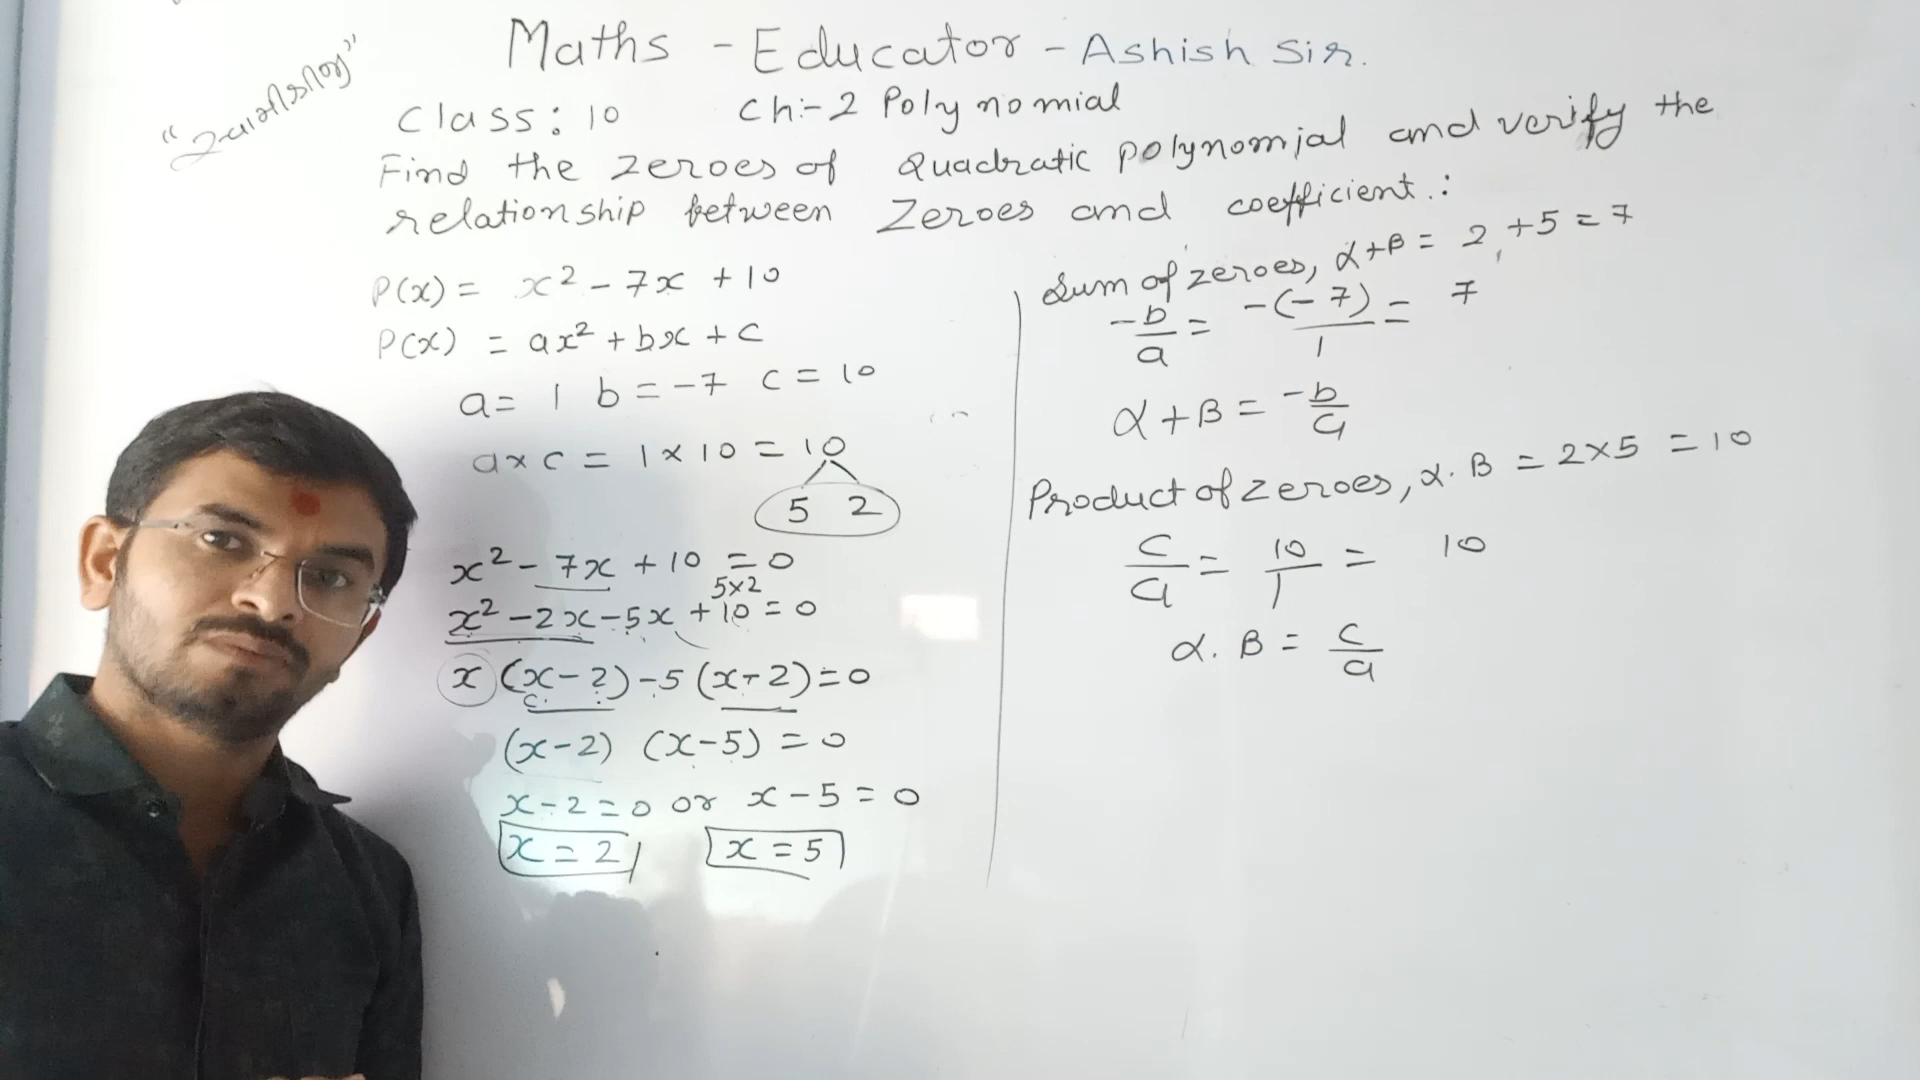 "સ્વામીશ્રીજી"
Maths - Educator - Ashish Sir.
Class: 10 Ch:-2 Polynomial
Find the zeroes of Quadratic polynomial and verify the
relationship between Zeroes and coefficient.:
P(x) = x² - 7x + 10
P(x) = ax² + bx + c
a = 1 b = -7 c = 10
a x c = 1 x 10 = 10
5 2
x² - 7x + 10 = 0
5x2
x² - 2x - 5x + 10 = 0
x (x-2) - 5 (x-2) = 0
(x-2) (x-5) = 0
x-2 = 0 or x-5 = 0
x = 2 x = 5
Sum of zeroes, α+β = 2+5 = 7
-b/a = -(-7)/1 = 7
α+β = -b/a
Product of zeroes, α.β = 2x5 = 10
c/a = 10/1 = 10
α.β = c/a